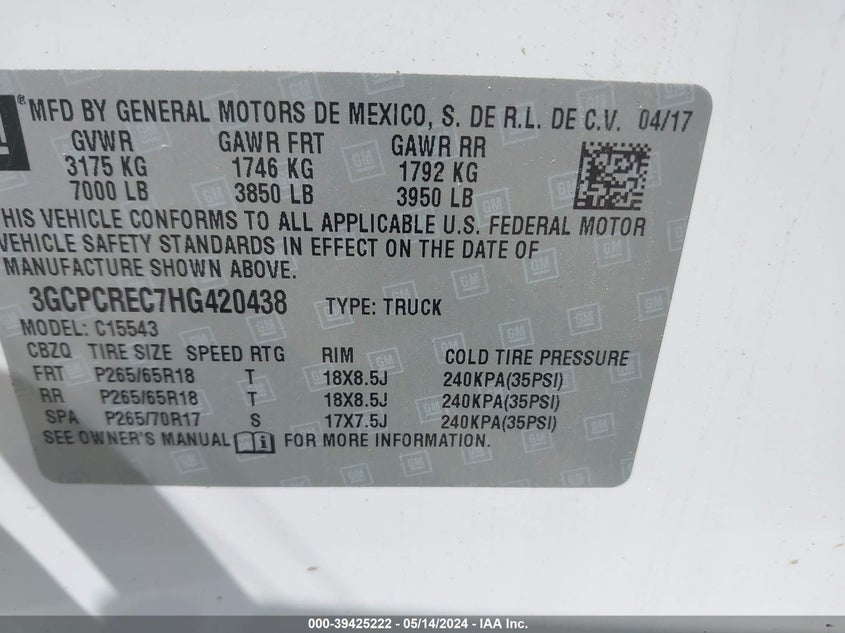 ® MFD BY GENERAL MOTORS DE MEXICO, S. DE R.L. DE C.V. 04/17
GVWR GAWR FRT GAWR RR
3175 KG 1746 KG 1792 KG
7000 LB 3850 LB 3950 LB
HIS VEHICLE CONFORMS TO ALL APPLICABLE U.S. FEDERAL MOTOR
VEHICLE SAFETY STANDARDS IN EFFECT ON THE DATE OF
MANUFACTURE SHOWN ABOVE.
3GCPCREC7HG420438 TYPE: TRUCK
MODEL: C15543
CBZQ TIRE SIZE SPEED RTG RIM COLD TIRE PRESSURE
FRT P265/65R18 T 18X8.5J 240KPA(35PSI)
RR P265/65R18 T 18X8.5J 240KPA(35PSI)
SPA P265/70R17 S 17X7.5J 240KPA(35PSI)
SEE OWNER'S MANUAL FOR MORE INFORMATION.
000-39425222 - 05/14/2024 - IAA Inc.